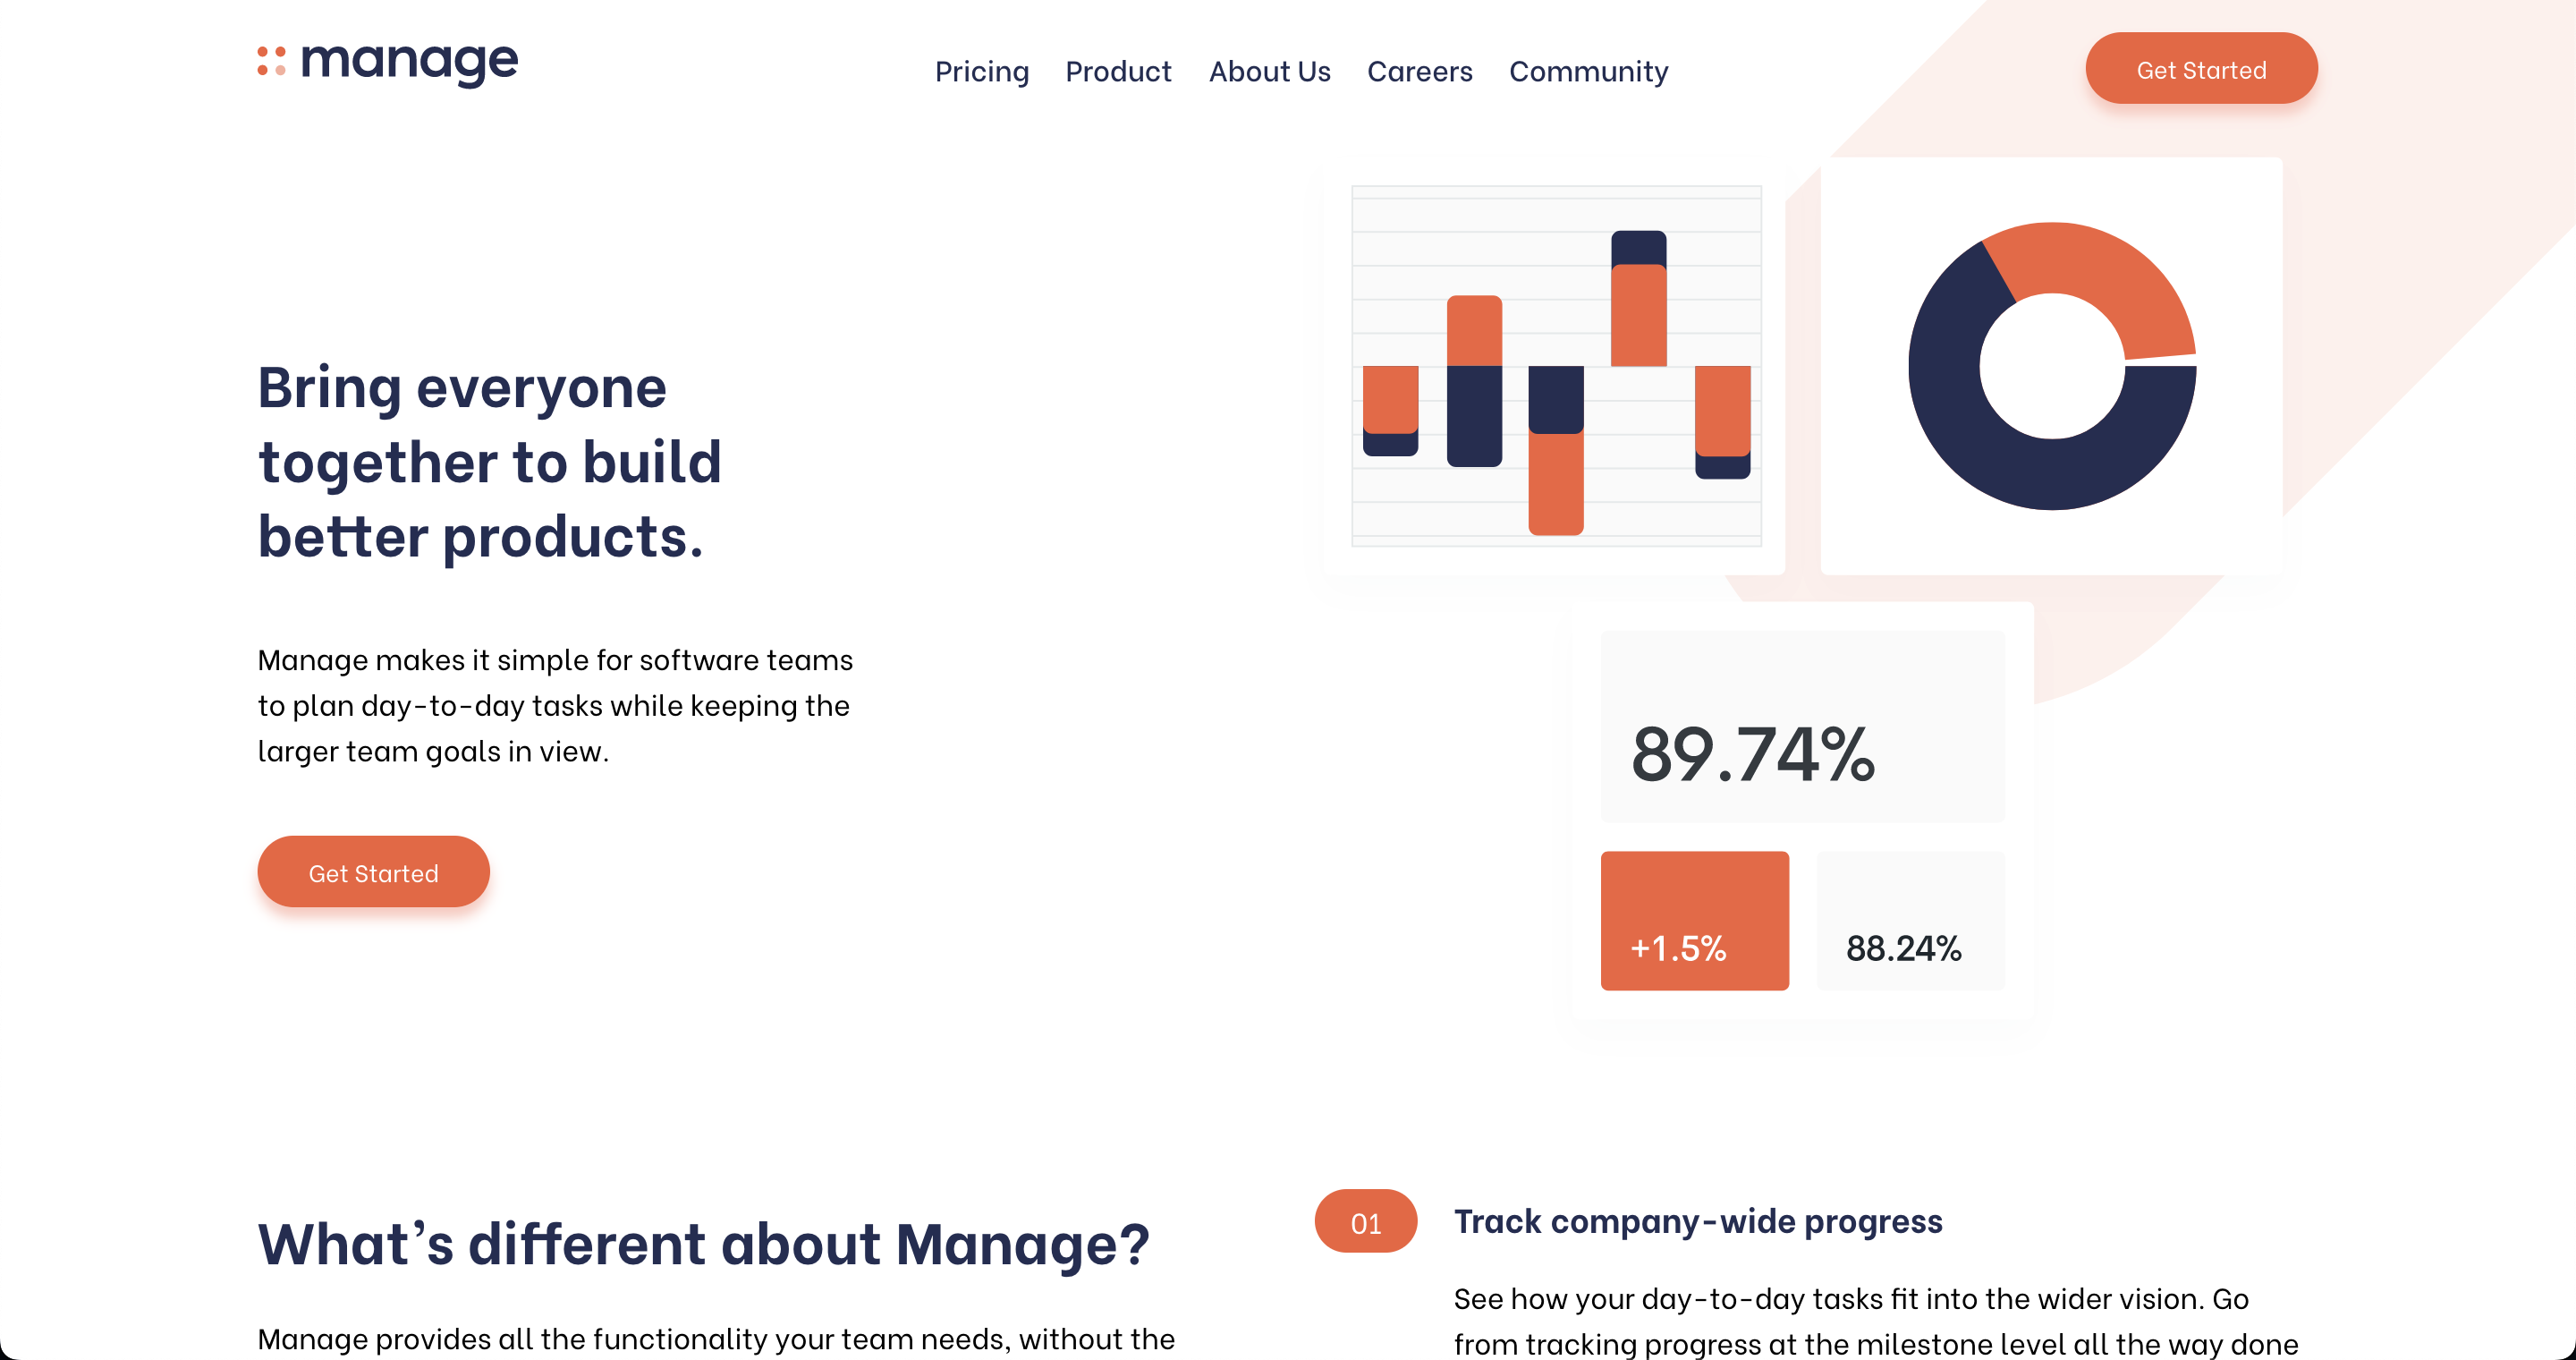 manage
Pricing Product About Us Careers Community
Get Started
Bring everyone
together to build
better products.
Manage makes it simple for software teams
to plan day-to-day tasks while keeping the
larger team goals in view.
Get Started
89.74%
+1.5% 88.24%
What’s different about Manage?
Manage provides all the functionality your team needs, without the
01 Track company-wide progress
See how your day-to-day tasks fit into the wider vision. Go
from tracking progress at the milestone level all the way done